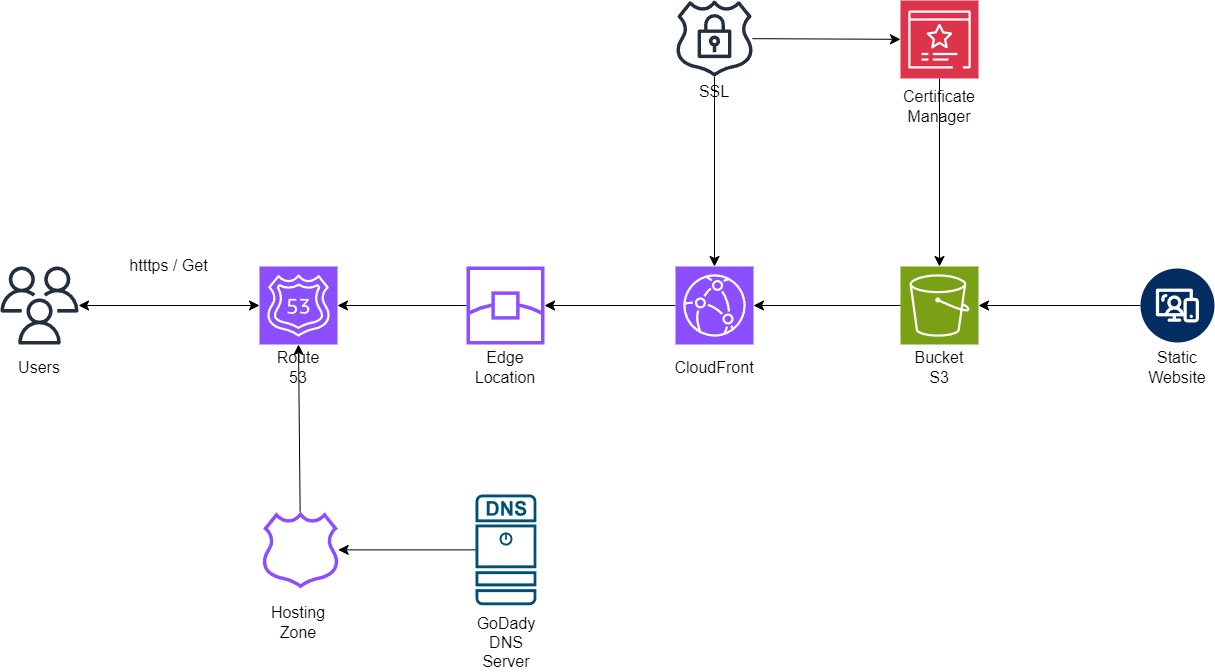 SSL
Certificate
Manager
htttps / Get
53
Users
Route
53
Edge
Location
CloudFront
Bucket
S3
Static
Website
DNS
Hosting
Zone
GoDady
DNS
Server